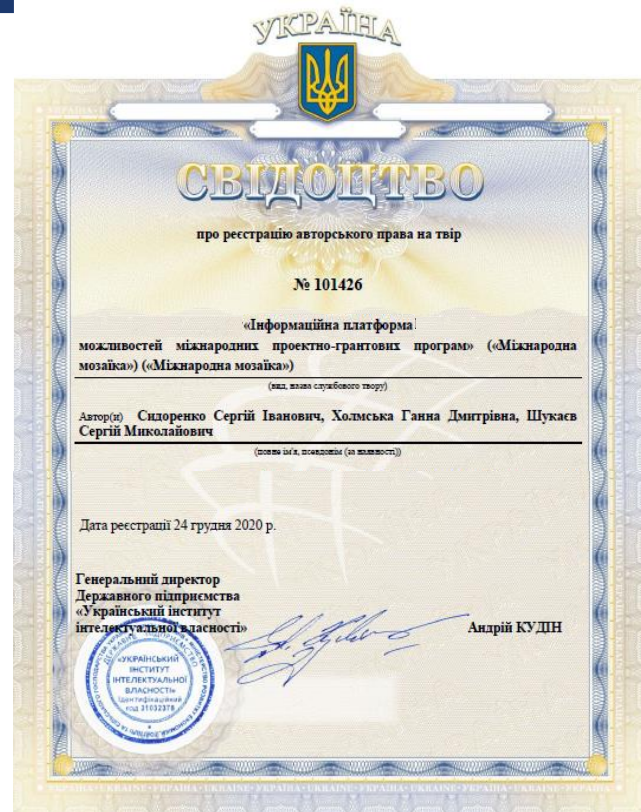 УКРАЇНА
СВІДОЦТВО
про реєстрацію авторського права на твір
№ 101426
«Інформаційна платформа
можливостей міжнародних проектно-грантових програм» («Міжнародна
мозаїка») («Міжнародна мозаїка»)
(вид, назва службового твору)
Автор(и) Сидоренко Сергій Іванович, Холмська Ганна Дмитрівна, Шукаєв
Сергій Миколайович
(повне ім'я, псевдонім (за наявності))
Дата реєстрації 24 грудня 2020 р.
Генеральний директор
Державного підприємства
«Український інститут
інтелектуальної власності»
Андрій КУДІН
«УКРАЇНСЬКИЙ
ІНСТИТУТ
ІНТЕЛЕКТУАЛЬНОЇ
ВЛАСНОСТІ»
Ідентифікаційний
код 31032378